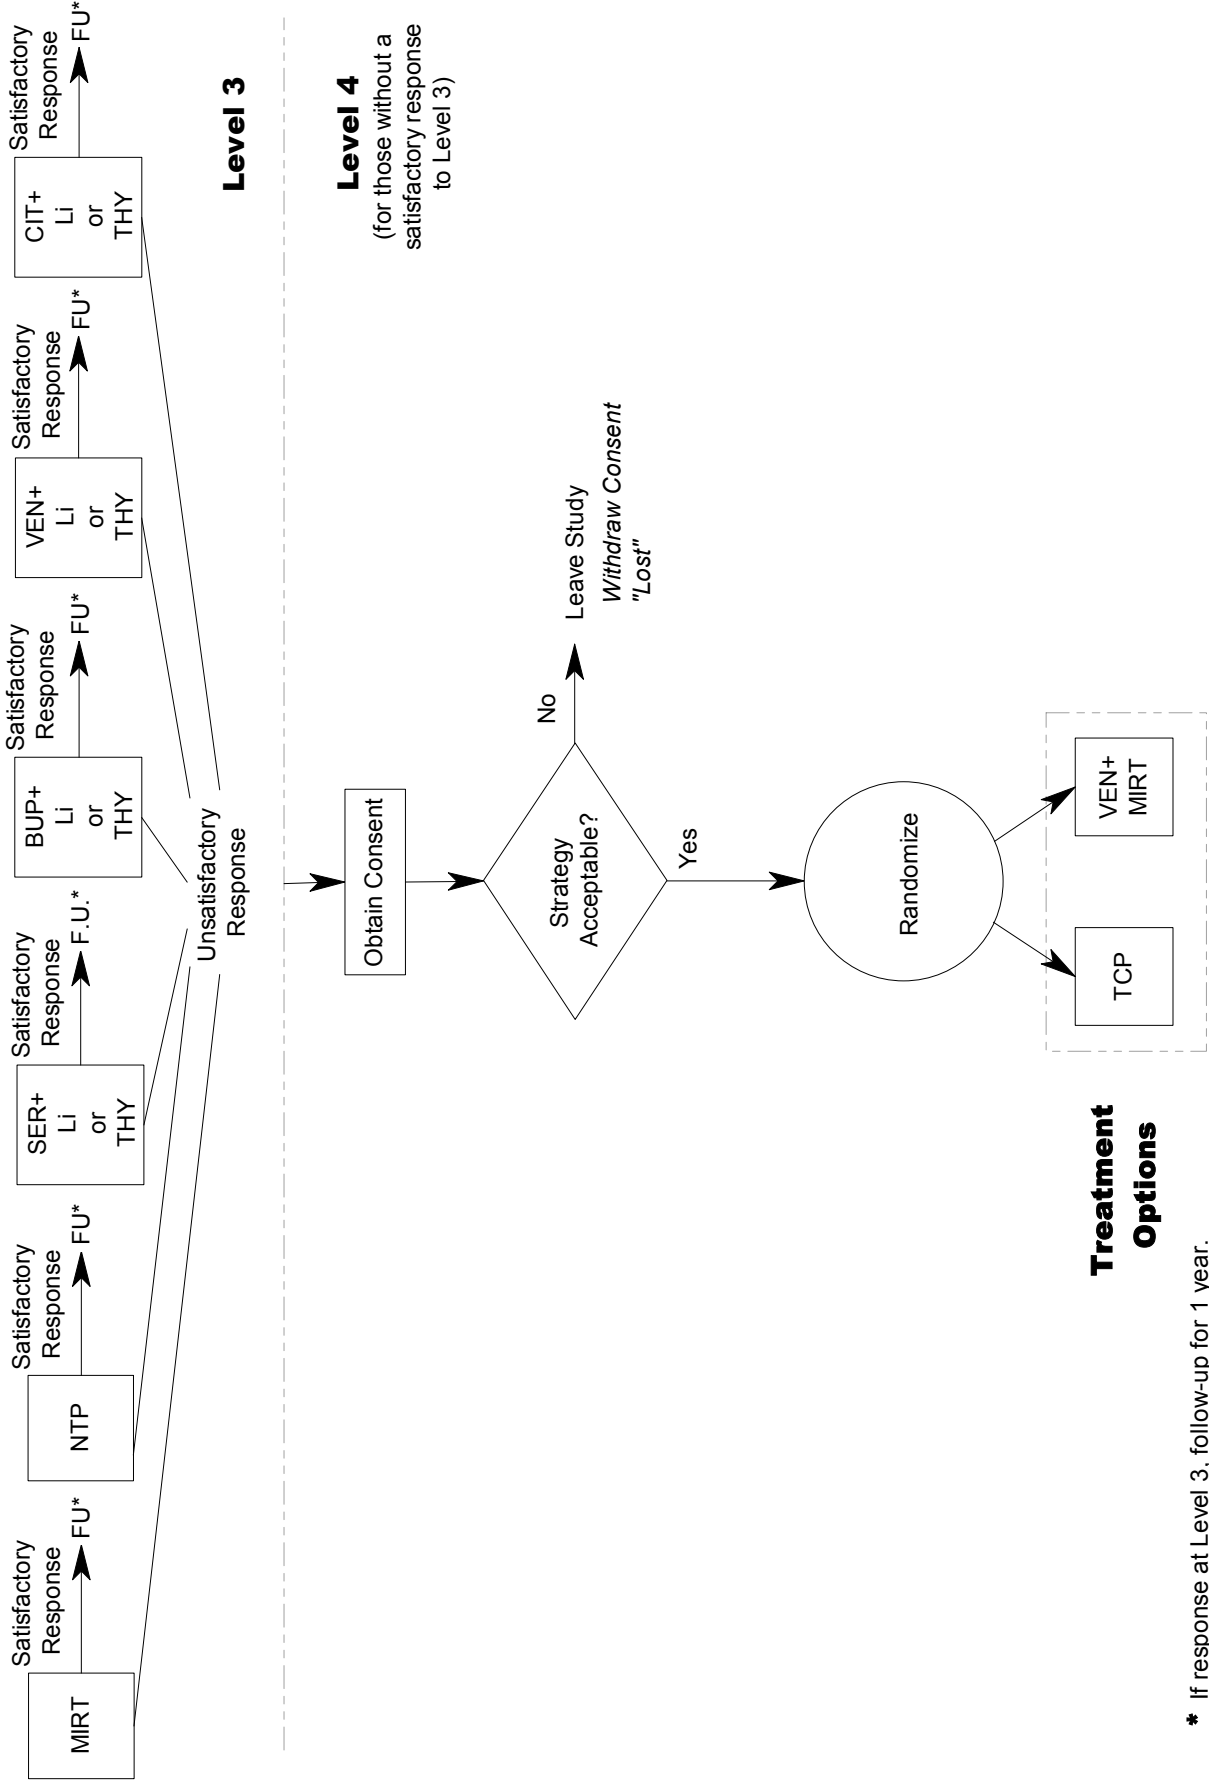 MIRT
Satisfactory
Response
FU*
NTP
Satisfactory
Response
FU*
SER+
Li
or
THY
Satisfactory
Response
F.U.*
BUP+
Li
or
THY
Satisfactory
Response
FU*
VEN+
Li
or
THY
Satisfactory
Response
FU*
CIT+
Li
or
THY
Satisfactory
Response
FU*
Unsatisfactory
Response
Level 3
Level 4
(for those without a
satisfactory response
to Level 3)
Obtain Consent
Strategy
Acceptable?
No
Leave Study
Withdraw Consent
"Lost"
Yes
Randomize
Treatment
Options
TCP
VEN+
MIRT
* If response at Level 3, follow-up for 1 year.